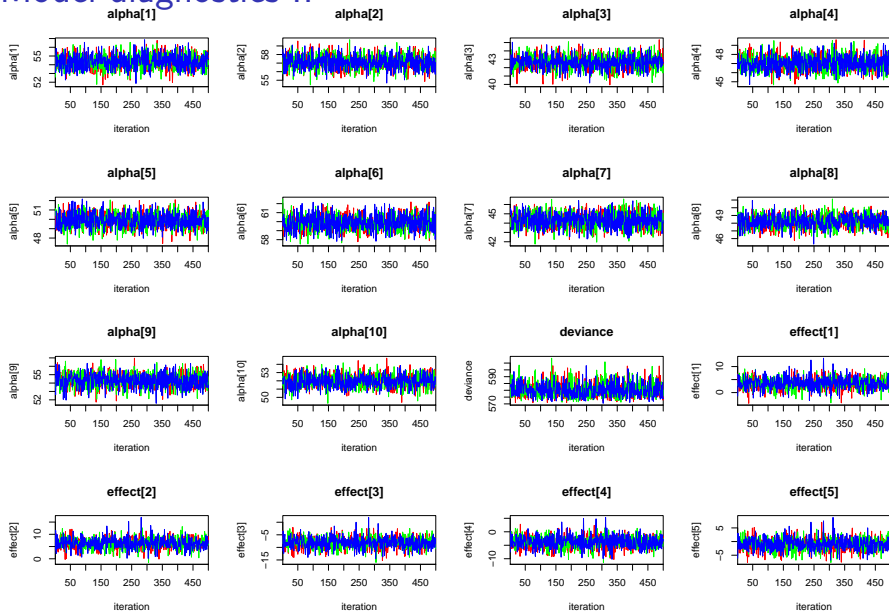 Model diagnostics
alpha[1]
alpha[1]
52 55
50 150 250 350 450
iteration
alpha[2]
alpha[2]
55 58
50 150 250 350 450
iteration
alpha[3]
alpha[3]
40 43
50 150 250 350 450
iteration
alpha[4]
alpha[4]
45 48
50 150 250 350 450
iteration
alpha[5]
alpha[5]
48 51
50 150 250 350 450
iteration
alpha[6]
alpha[6]
58 61
50 150 250 350 450
iteration
alpha[7]
alpha[7]
42 45
50 150 250 350 450
iteration
alpha[8]
alpha[8]
46 49
50 150 250 350 450
iteration
alpha[9]
alpha[9]
52 55
50 150 250 350 450
iteration
alpha[10]
alpha[10]
50 53
50 150 250 350 450
iteration
deviance
deviance
570 590
50 150 250 350 450
iteration
effect[1]
effect[1]
0 10
50 150 250 350 450
iteration
effect[2]
effect[2]
0 10
50 150 250 350 450
iteration
effect[3]
effect[3]
−15 −5
50 150 250 350 450
iteration
effect[4]
effect[4]
−10 0
50 150 250 350 450
iteration
effect[5]
effect[5]
−5 5
50 150 250 350 450
iteration